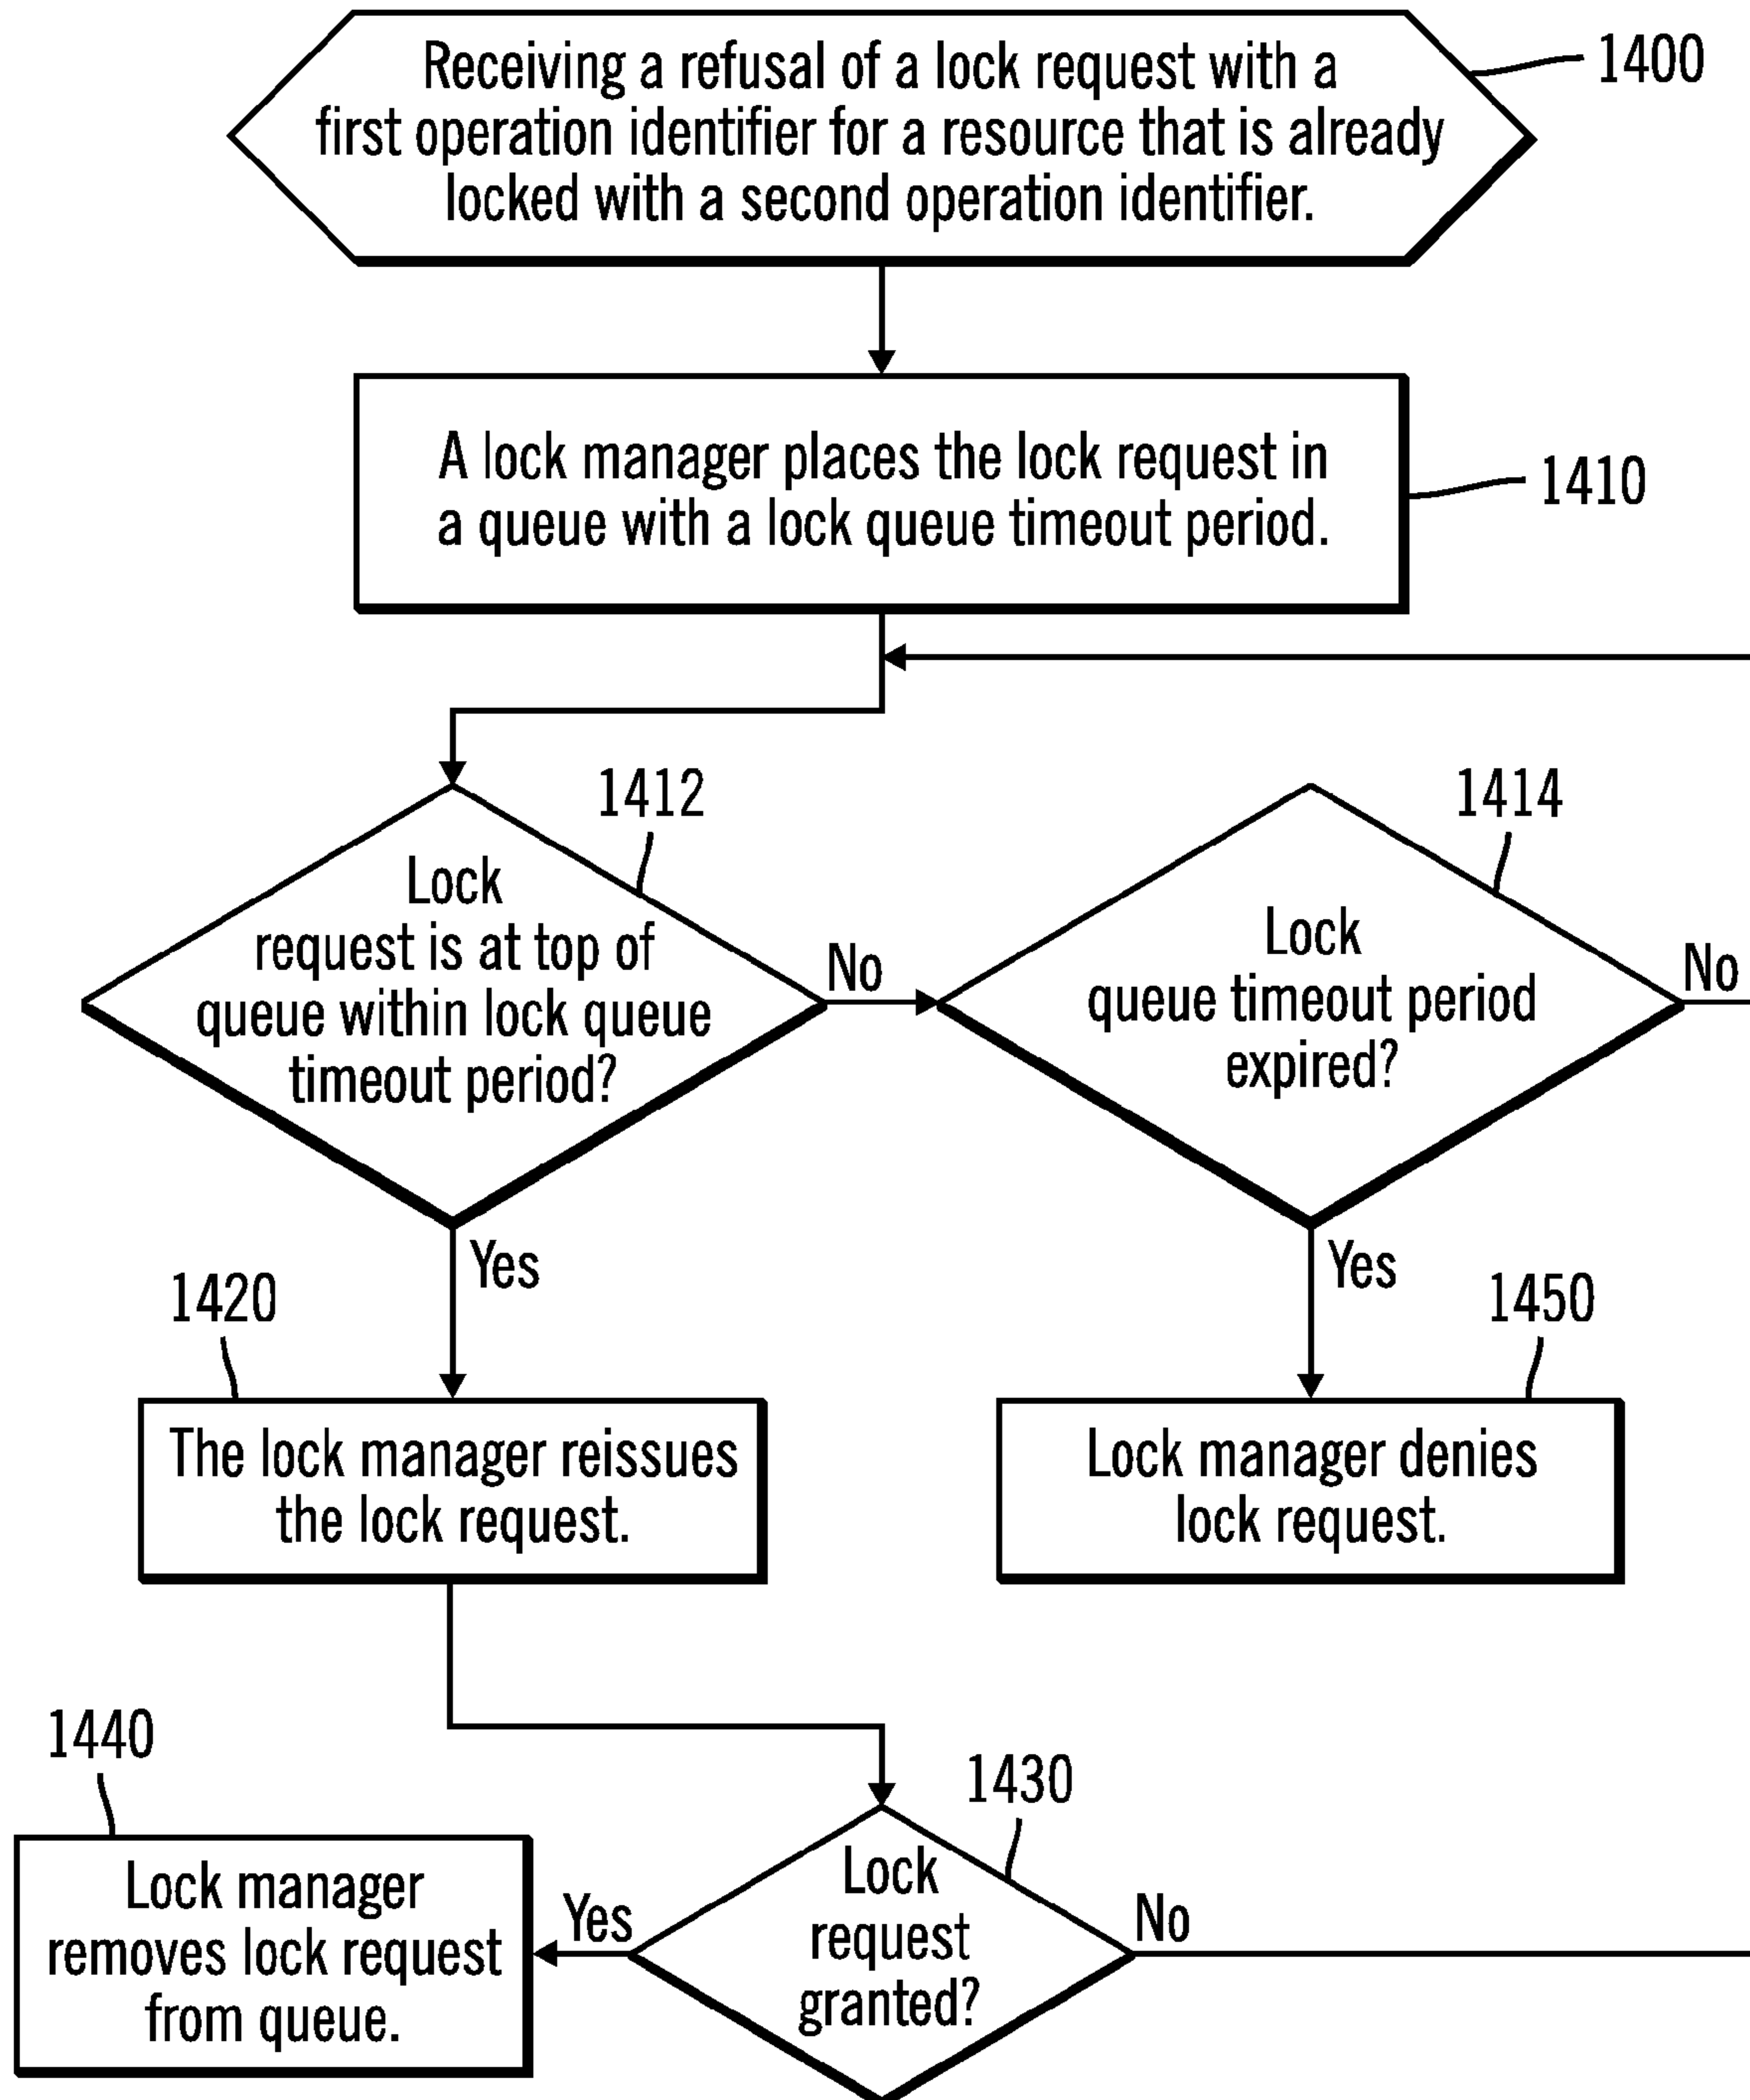 Receiving a refusal of a lock request with a
first operation identifier for a resource that is already
locked with a second operation identifier.
1400
A lock manager places the lock request in
a queue with a lock queue timeout period.
1410
1412
Lock
request is at top of
queue within lock queue
timeout period?
No
1414
Lock
queue timeout period
expired?
No
Yes
Yes
1420
The lock manager reissues
the lock request.
1450
Lock manager denies
lock request.
1440
Lock manager
removes lock request
from queue.
Yes
1430
Lock
request
granted?
No